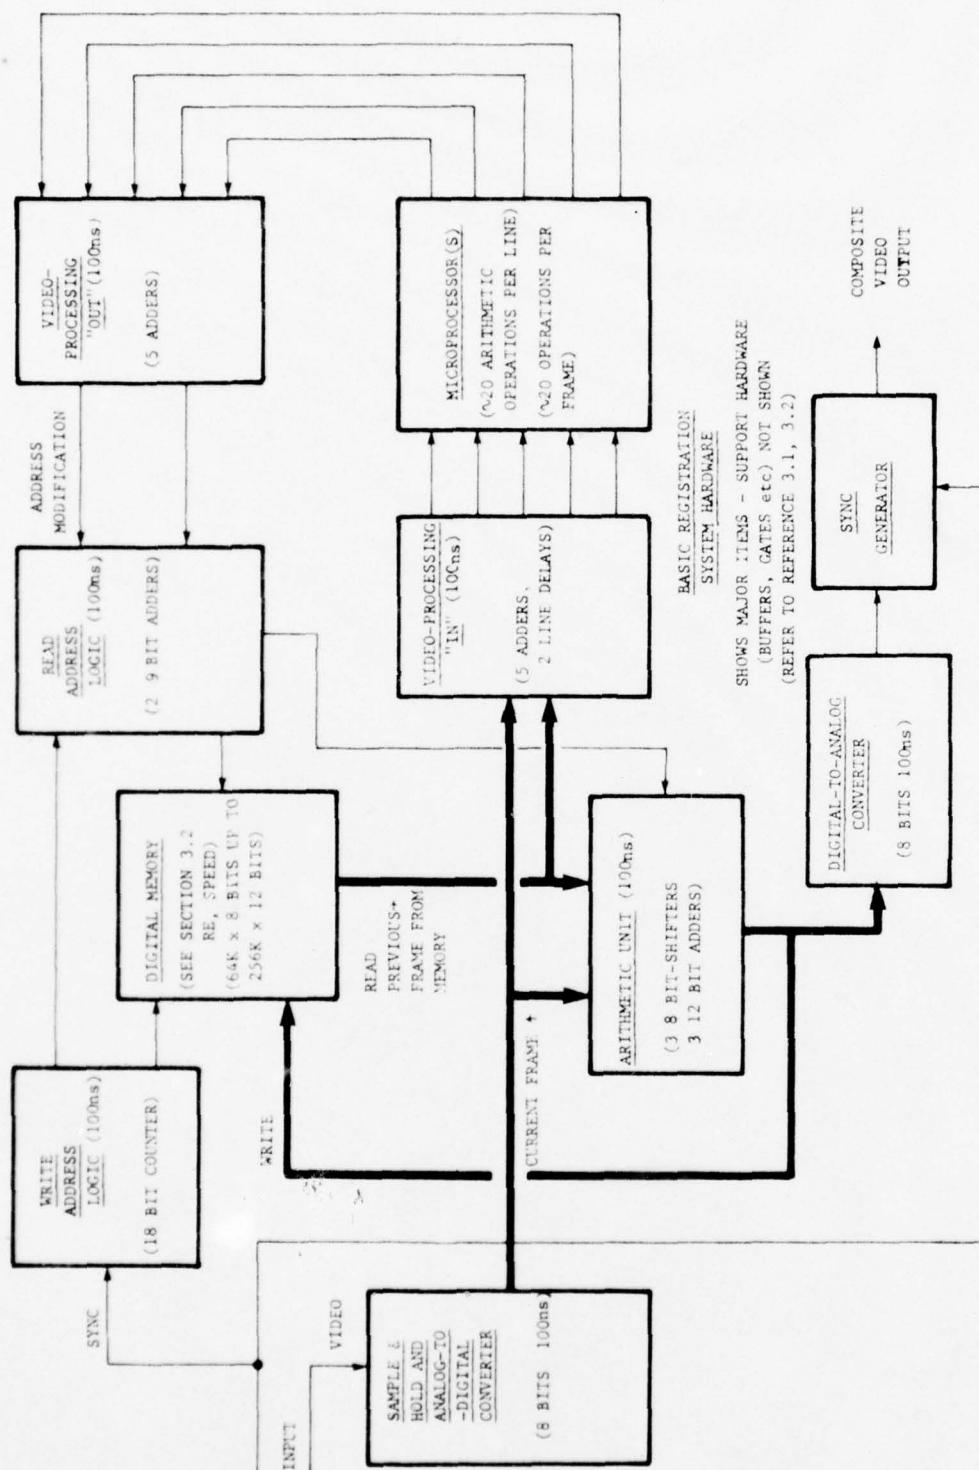 INPUT
SYNC
VIDEO
WRITE
ADDRESS
LOGIC (100ns)
(18 BIT COUNTER)
SAMPLE &
HOLD AND
ANALOG-TO
-DIGITAL
CONVERTER
(8 BITS 100ns)
WRITE
CURRENT FRAME
DIGITAL MEMORY
(SEE SECTION 3.2
RE, SPEED)
(64K x 8 BITS UP TO
256K x 12 BITS)
READ
PREVIOUS
FRAME FROM
MEMORY
ARITHMETIC UNIT (100ns)
(3 8 BIT-SHIFTERS
3 12 BIT ADDERS)
READ
ADDRESS
LOGIC (100ns)
(2 9 BIT ADDERS)
ADDRESS
MODIFICATION
VIDEO-
PROCESSING
"OUT"(100ns)
(5 ADDERS)
VIDEO-PROCESSING
"IN" (100ns)
(5 ADDERS,
2 LINE DELAYS)
MICROPROCESSOR(S)
(~20 ARITHMETIC
OPERATIONS PER LINE)
(~20 OPERATIONS PER
FRAME)
BASIC REGISTRATION
SYSTEM HARDWARE
SHOWS MAJOR ITEMS - SUPPORT HARDWARE
(BUFFERS, GATES etc) NOT SHOWN
(REFER TO REFERENCE 3.1, 3.2)
DIGITAL-TO-ANALOG
CONVERTER
(8 BITS 100ns)
SYNC
GENERATOR
COMPOSITE
VIDEO
OUTPUT